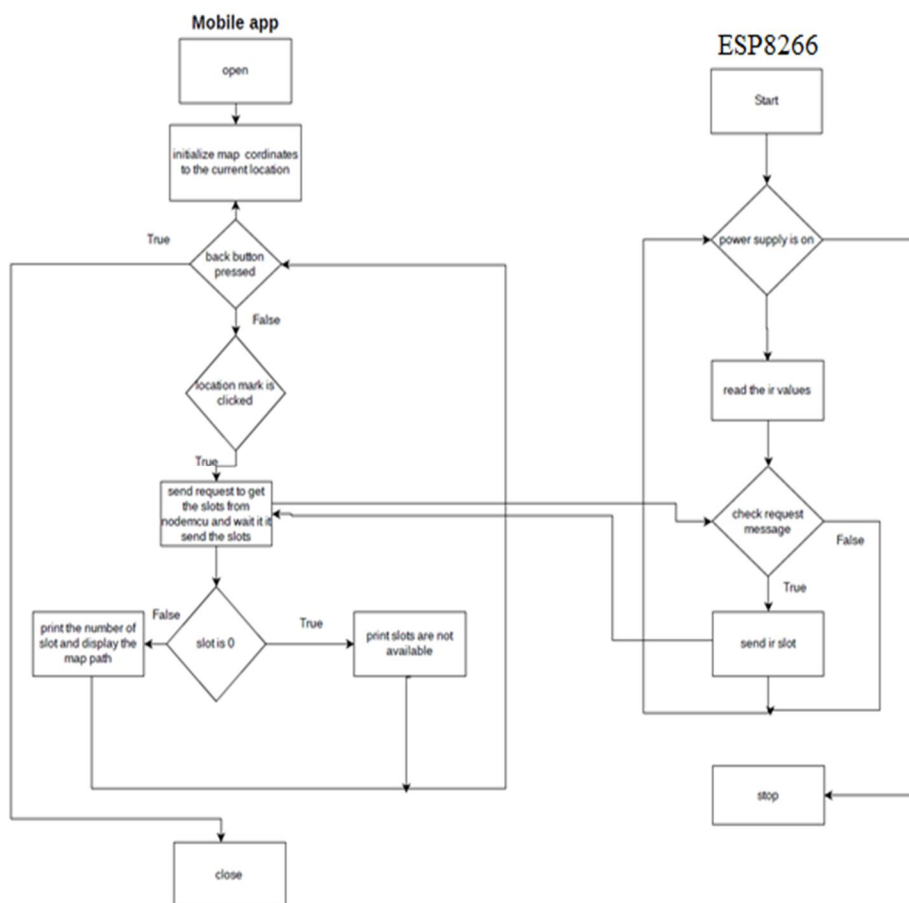 Mobile app
open
initialize map cordinates
to the current location
True
back button
pressed
False
location mark is
clicked
True
send request to get
the slots from
nodemcu and wait it it
send the slots
slot is 0
False
print the number of
slot and display the
map path
True
print slots are not
available
close
ESP8266
Start
power supply is on
read the ir values
check request
message
False
True
send ir slot
stop